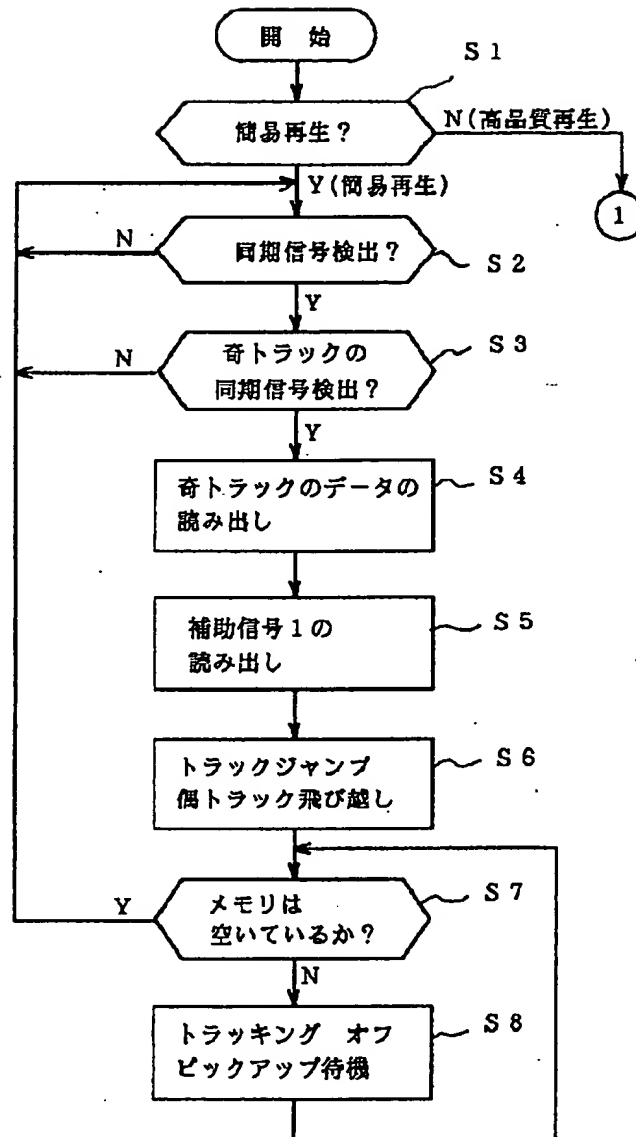 開 始
S1
簡易再生?
N(高品質再生)
Y(簡易再生)
1
N
同期信号検出?
S2
Y
N
奇トラックの
同期信号検出?
S3
Y
奇トラックのデータの
読み出し
S4
補助信号1の
読み出し
S5
トラックジャンプ
偶トラック飛び越し
S6
Y
メモリは
空いているか?
S7
N
トラッキング オフ
ピックアップ待機
S8